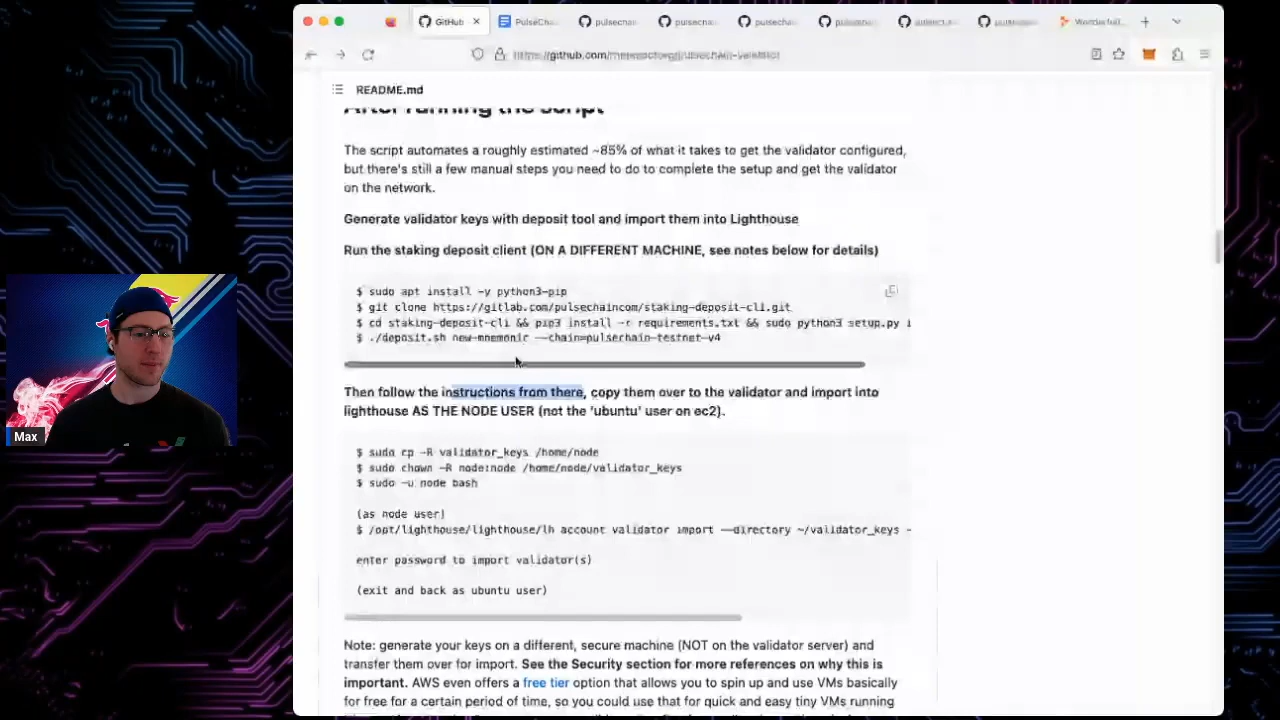 GitHub
PulseCha
pulsechai
pulsecha
pulsechai
README.md
After running the script
The script automates a roughly estimated ~85% of what it takes to get the validator configured,
but there's still a few manual steps you need to do to complete the setup and get the validator
on the network.
Generate validator keys with deposit tool and import them into Lighthouse
Run the staking deposit client (ON A DIFFERENT MACHINE, see notes below for details)
$ sudo apt install -y python3-pip
$ git clone https://gitlab.com/pulsechaincom/staking-deposit-cli.git
$ cd staking-deposit-cli && pip3 install -r requirements.txt && sudo python3 setup.py i
$ ./deposit.sh new-mnemonic --chain=pulsechain-testnet-v4
Then follow the instructions from there, copy them over to the validator and import into
lighthouse AS THE NODE USER (not the 'ubuntu' user on ec2).
$ sudo cp -R validator_keys /home/node
$ sudo chown -R node:node /home/node/validator_keys
$ sudo -u node bash
(as node user)
$ /opt/lighthouse/lighthouse/lh account validator import --directory ~/validator_keys -
enter password to import validator(s)
(exit and back as ubuntu user)
Note: generate your keys on a different, secure machine (NOT on the validator server) and
transfer them over for import. See the Security section for more references on why this is
important. AWS even offers a free tier option that allows you to spin up and use VMs basically
for free for a certain period of time, so you could use that for quick and easy tiny VMs running
Max